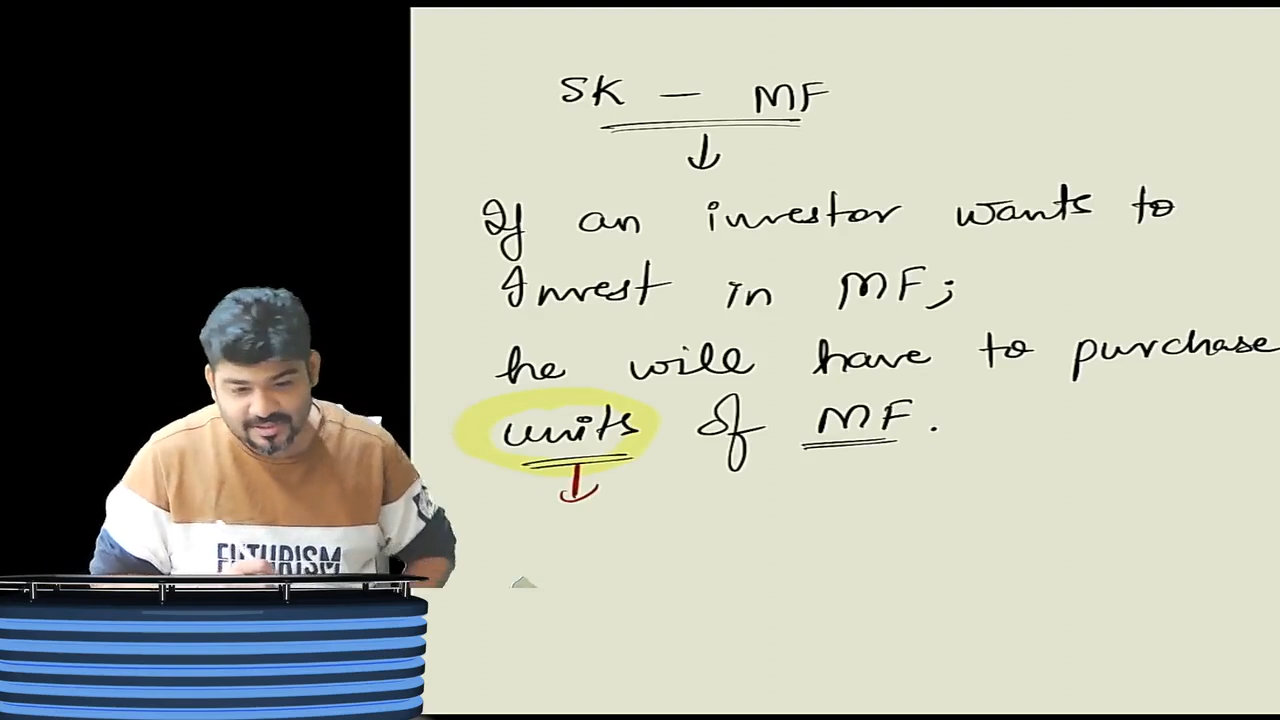 SK - MF
If an investor wants to
Invest in MF;
he will have to purchase
units of MF.
FUTURISM